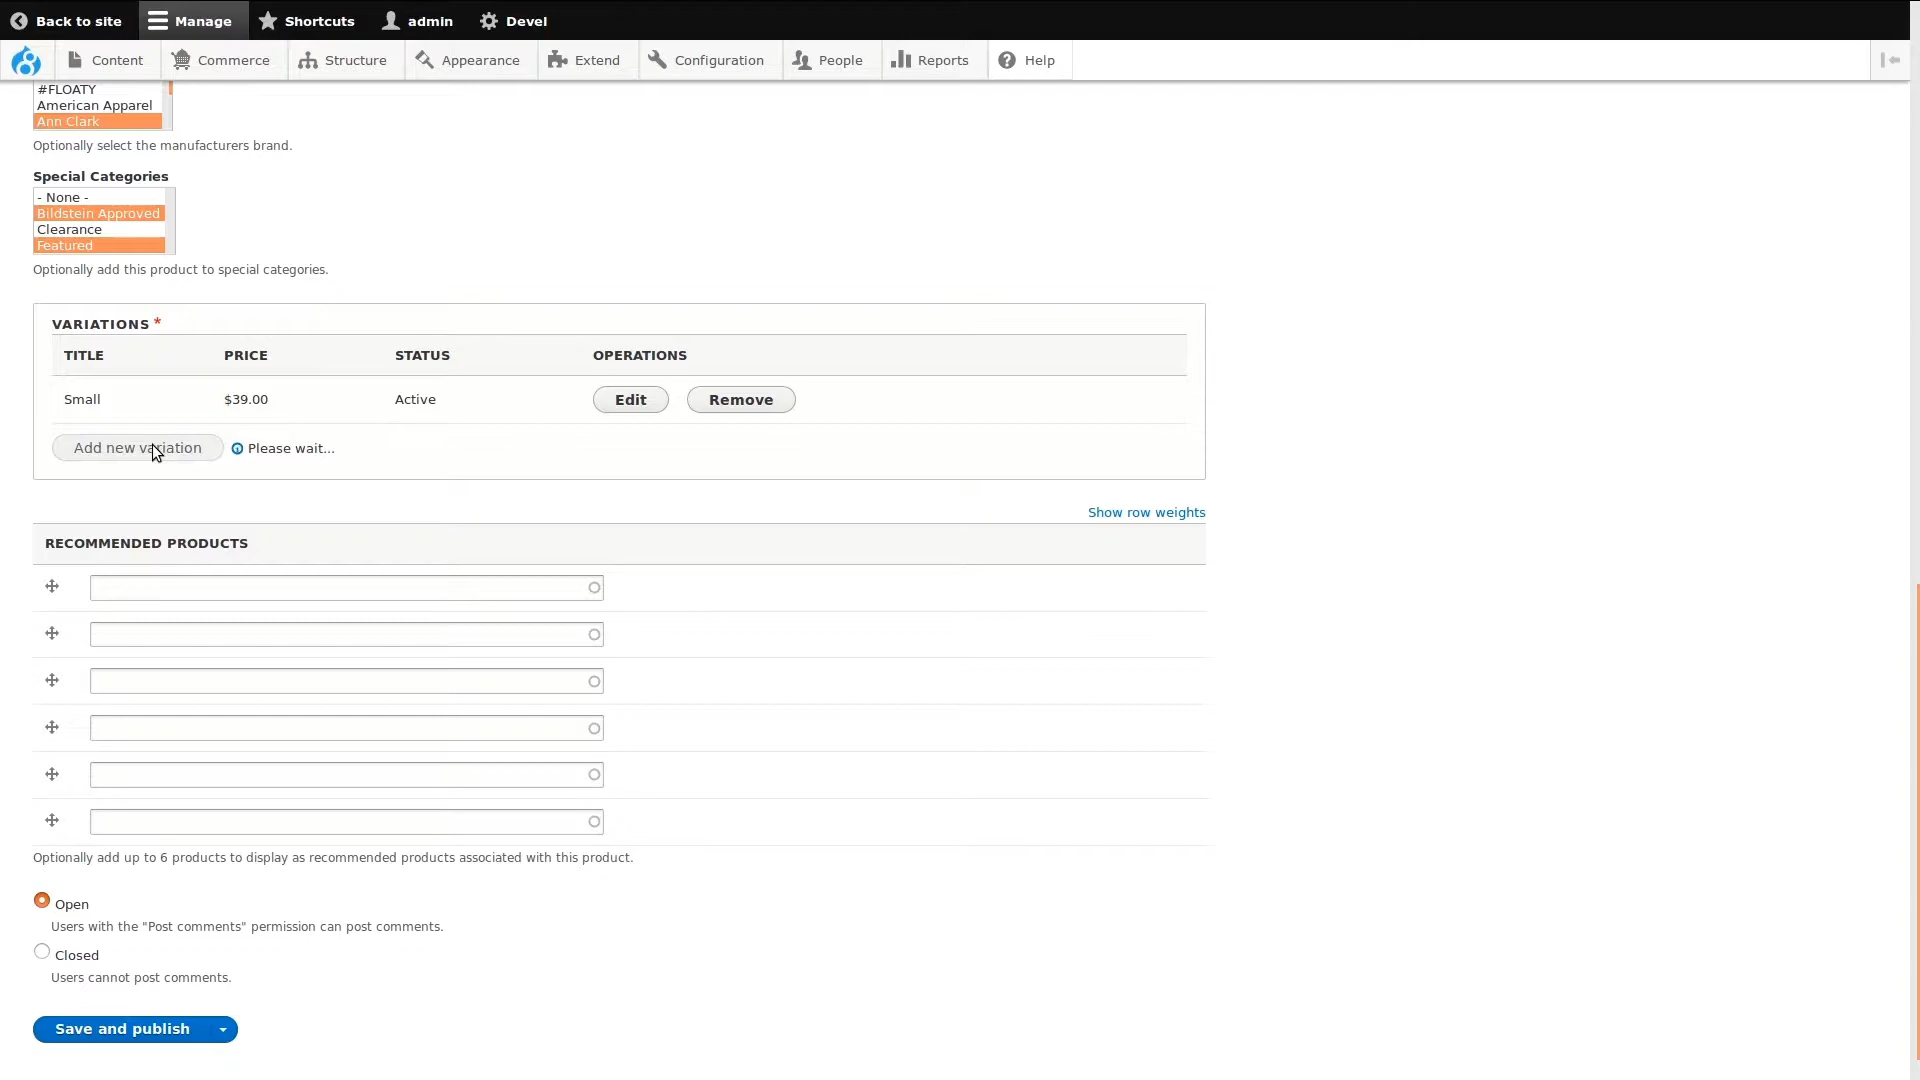 Back to site Manage Shortcuts admin Devel
Content Commerce Structure Appearance Extend Configuration People Reports Help
#FLOATY
American Apparel
Ann Clark
Optionally select the manufacturers brand.
Special Categories
- None -
Bildstein Approved
Clearance
Featured
Optionally add this product to special categories.
VARIATIONS *
TITLE PRICE STATUS OPERATIONS
Small $39.00 Active Edit Remove
Add new variation Please wait...
Show row weights
RECOMMENDED PRODUCTS
Optionally add up to 6 products to display as recommended products associated with this product.
Open
Users with the "Post comments" permission can post comments.
Closed
Users cannot post comments.
Save and publish